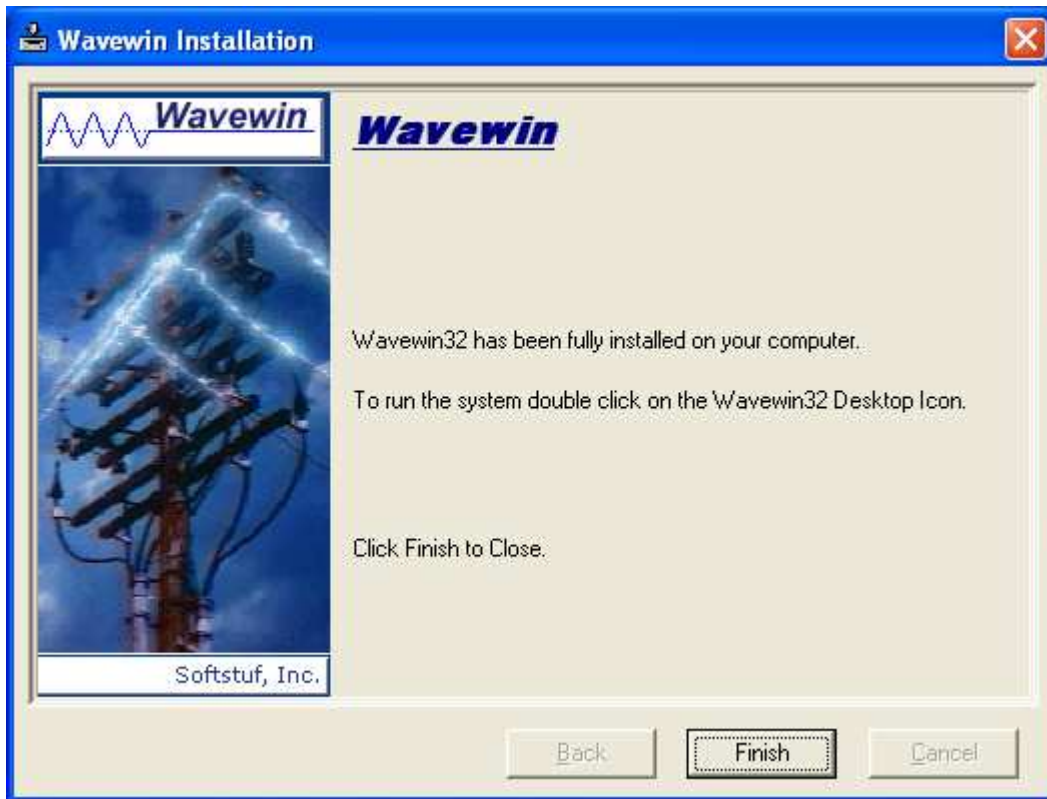 Wavewin Installation
Wavewin
Wavewin
Wavewin32 has been fully installed on your computer.
To run the system double click on the Wavewin32 Desktop Icon.
Click Finish to Close.
Softstuf, Inc.
Back
Finish
Cancel